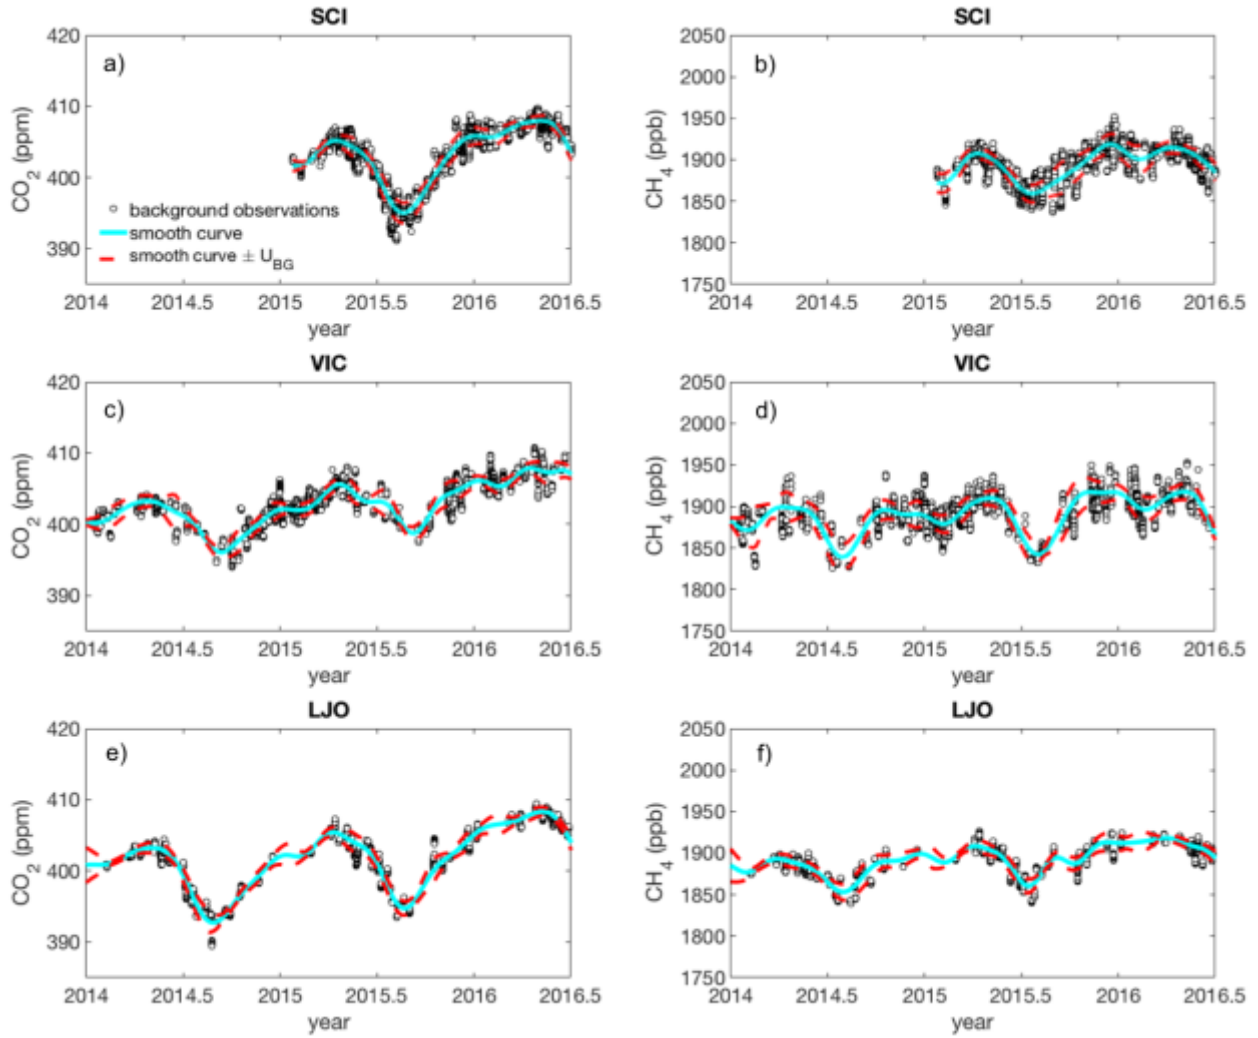 SCI
a)
420
410
400
390
CO2 (ppm)
background observations
smooth curve
smooth curve ± UBG
2014 2014.5 2015 2015.5 2016 2016.5
year
SCI
b)
2050
2000
1950
1900
1850
1800
1750
CH4 (ppb)
2014 2014.5 2015 2015.5 2016 2016.5
year
VIC
c)
420
410
400
390
CO2 (ppm)
2014 2014.5 2015 2015.5 2016 2016.5
year
VIC
d)
2050
2000
1950
1900
1850
1800
1750
CH4 (ppb)
2014 2014.5 2015 2015.5 2016 2016.5
year
LJO
e)
420
410
400
390
CO2 (ppm)
2014 2014.5 2015 2015.5 2016 2016.5
year
LJO
f)
2050
2000
1950
1900
1850
1800
1750
CH4 (ppb)
2014 2014.5 2015 2015.5 2016 2016.5
year